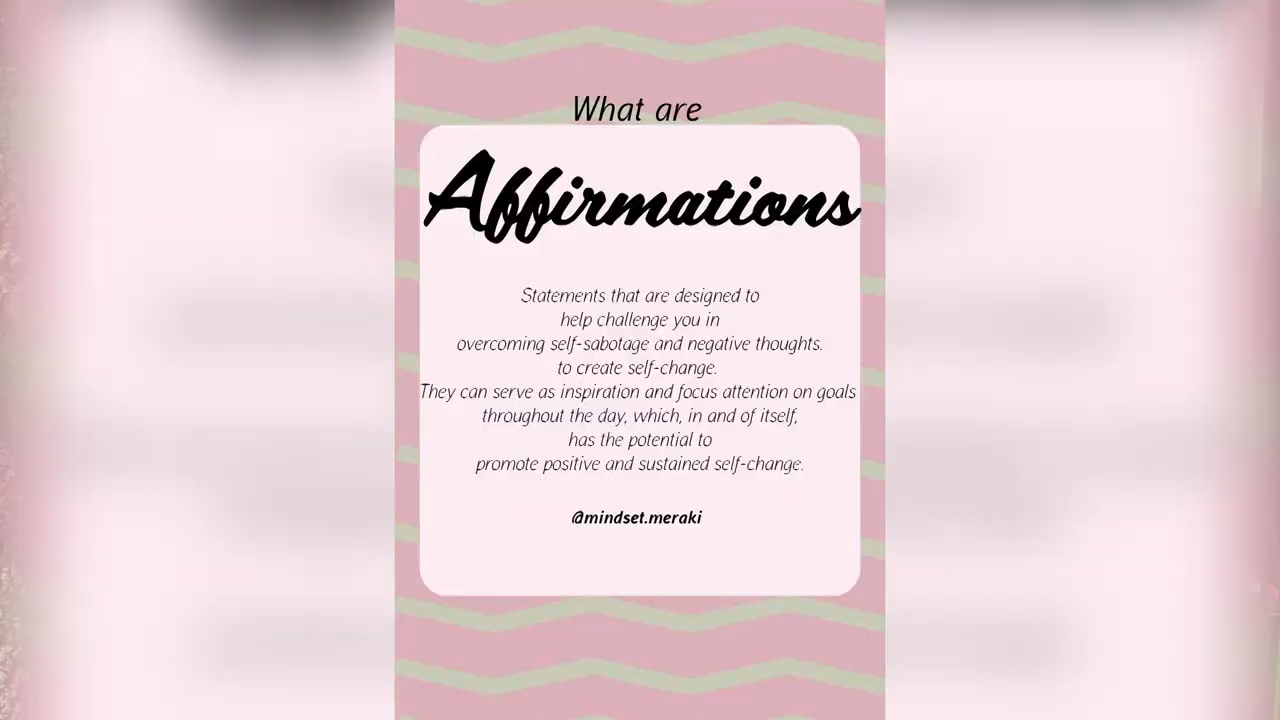 What are
Affirmations
Statements that are designed to
help challenge you in
overcoming self-sabotage and negative thoughts.
to create self-change.
They can serve as inspiration and focus attention on goals
throughout the day, which, in and of itself,
has the potential to
promote positive and sustained self-change.
@mindset.meraki